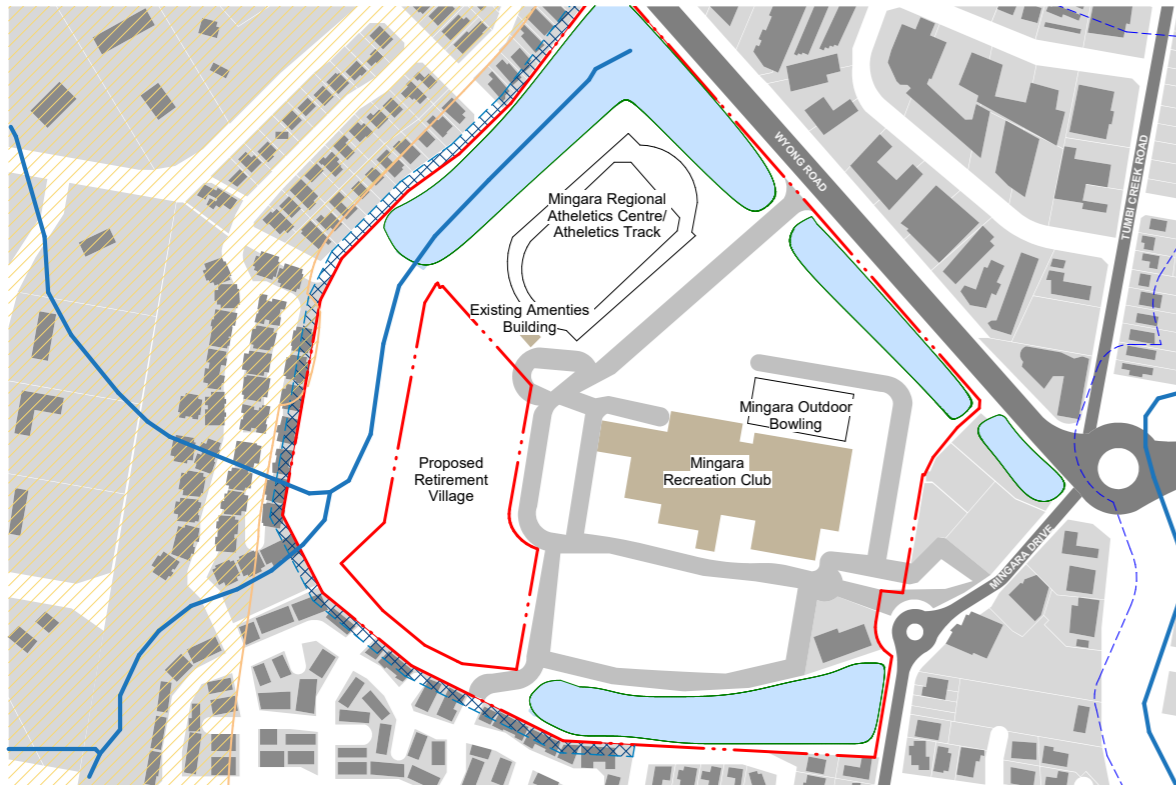 WYONG ROAD
TUMBI CREEK ROAD
Mingara Regional
Atheletics Centre/
Atheletics Track
Existing Amenties
Building
Mingara Outdoor
Bowling
Proposed
Retirement
Village
Mingara
Recreation Club
MINGARA DRIVE